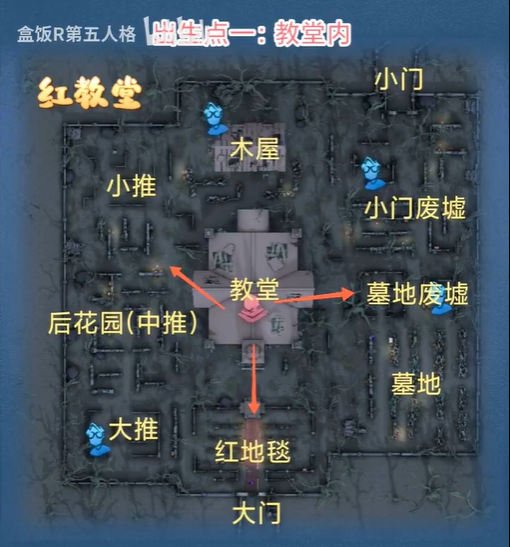 盒饭R第五人格
出生点一：教堂内
红教堂
小门
木屋
小推
小门废墟
教堂
墓地废墟
后花园(中推)
墓地
大推
红地毯
大门